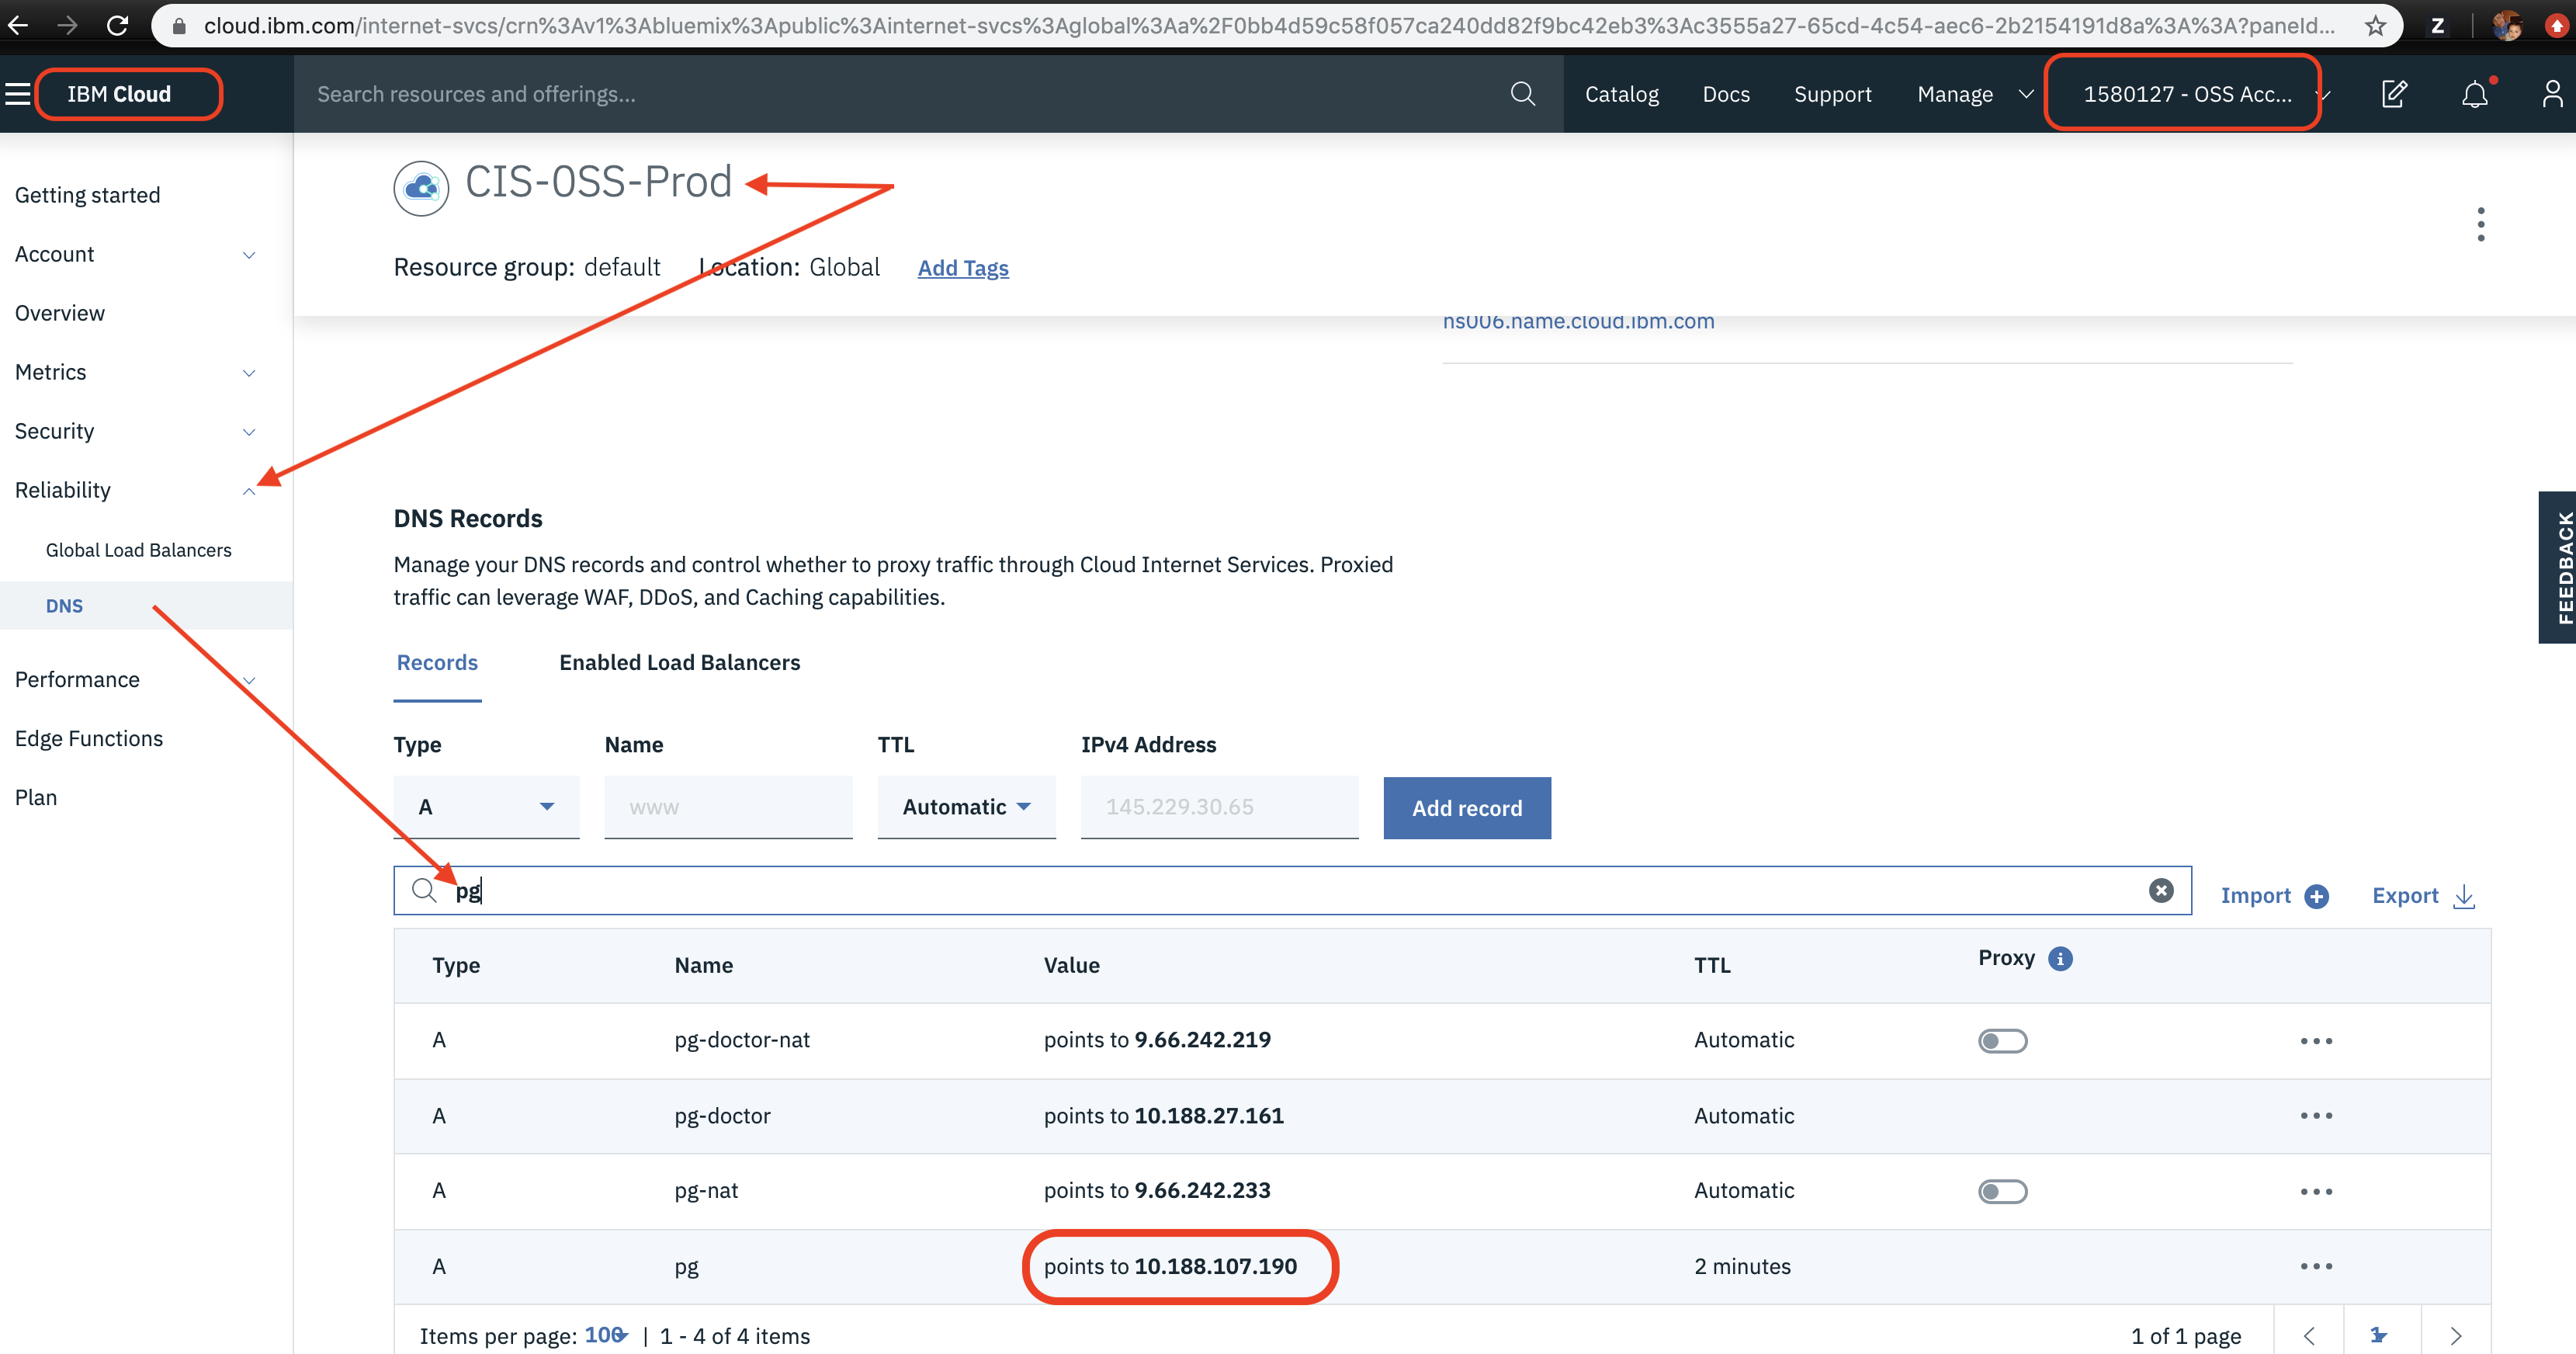 cloud.ibm.com/internet-svcs/crn%3Av1%3Abluemix%3Apublic%3Ainternet-svcs%3Aglobal%3Aa%2F0bb4d59c58f057ca240dd82f9bc42eb3%3Ac3555a27-65cd-4c54-aec6-2b2154191d8a%3A%3A?paneId...
Z
IBM Cloud
Search resources and offerings...
Catalog
Docs
Support
Manage
1580127 - OSS Acc...
CIS-0SS-Prod
Resource group: default
Location: Global
Add Tags
Getting started
Account
Overview
Metrics
Security
Reliability
Global Load Balancers
DNS
Performance
Edge Functions
Plan
ns006.name.cloud.ibm.com
DNS Records
Manage your DNS records and control whether to proxy traffic through Cloud Internet Services. Proxied
traffic can leverage WAF, DDoS, and Caching capabilities.
Records
Enabled Load Balancers
Type
Name
TTL
IPv4 Address
A
www
Automatic
145.229.30.65
Add record
pg
Import
Export
Type Name Value TTL Proxy
A pg-doctor-nat points to 9.66.242.219 Automatic
A pg-doctor points to 10.188.27.161 Automatic
A pg-nat points to 9.66.242.233 Automatic
A pg points to 10.188.107.190 2 minutes
Items per page: 100 | 1 - 4 of 4 items
1 of 1 page
1
FEEDBACK